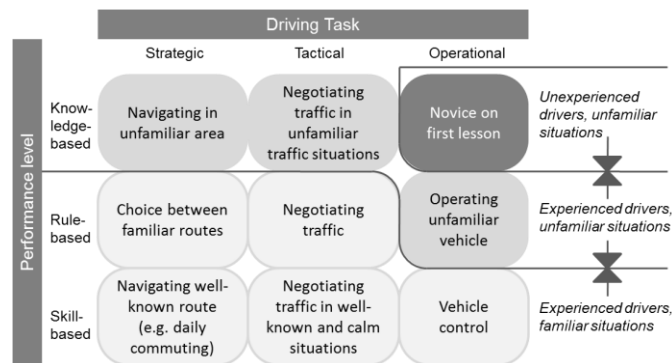 Driving Task
Strategic
Tactical
Operational
Performance level
Know-
ledge-
based
Navigating in
unfamiliar area
Negotiating
traffic in
unfamiliar
traffic situations
Novice on
first lesson
Unexperienced
drivers, unfamiliar
situations
Rule-
based
Choice between
familiar routes
Negotiating
traffic
Operating
unfamiliar
vehicle
Experienced drivers,
unfamiliar situations
Skill-
based
Navigating well-
known route
(e.g. daily
commuting)
Negotiating
traffic in well-
known and calm
situations
Vehicle
control
Experienced drivers,
familiar situations